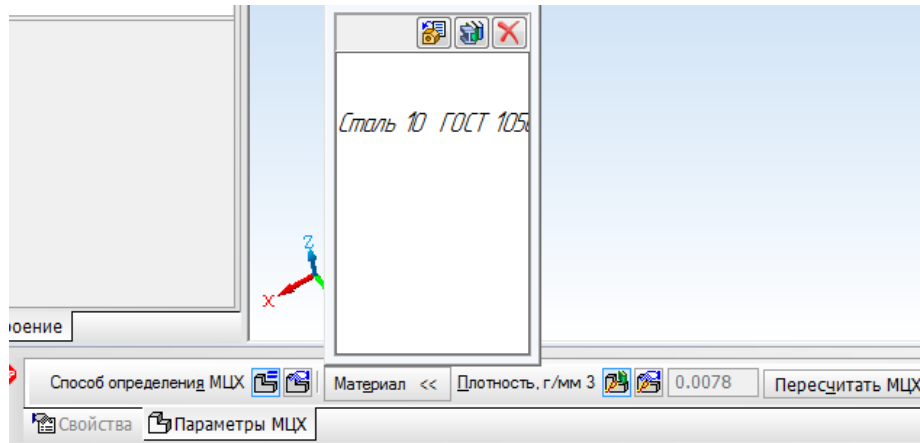 Сталь 10 ГОСТ 105
Z
X
роение
Способ определения МЦХ Материал << Плотность, г/мм 3 0.0078 Пересчитать МЦХ
Свойства Параметры МЦХ